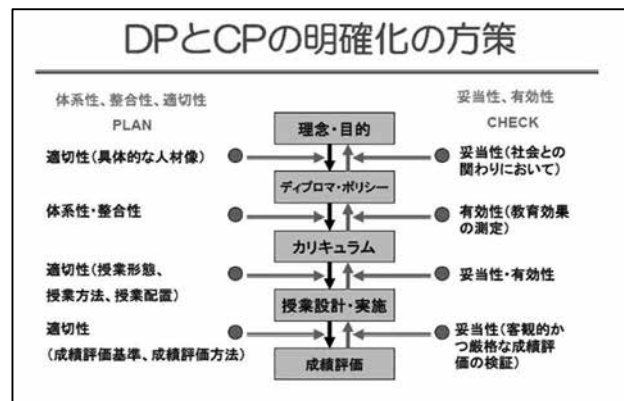 DPとCPの明確化の方策
体系性、整合性、適切性
PLAN
妥当性、有効性
CHECK
理念・目的
適切性(具体的な人材像)
妥当性(社会との
関わりにおいて)
ディプロマ・ポリシー
体系性・整合性
有効性(教育効果
の測定)
カリキュラム
適切性(授業形態、
授業方法、授業配置)
妥当性・有効性
授業設計・実施
適切性
(成績評価基準、成績評価方法)
妥当性(客観的か
つ厳格な成績評
価の検証)
成績評価